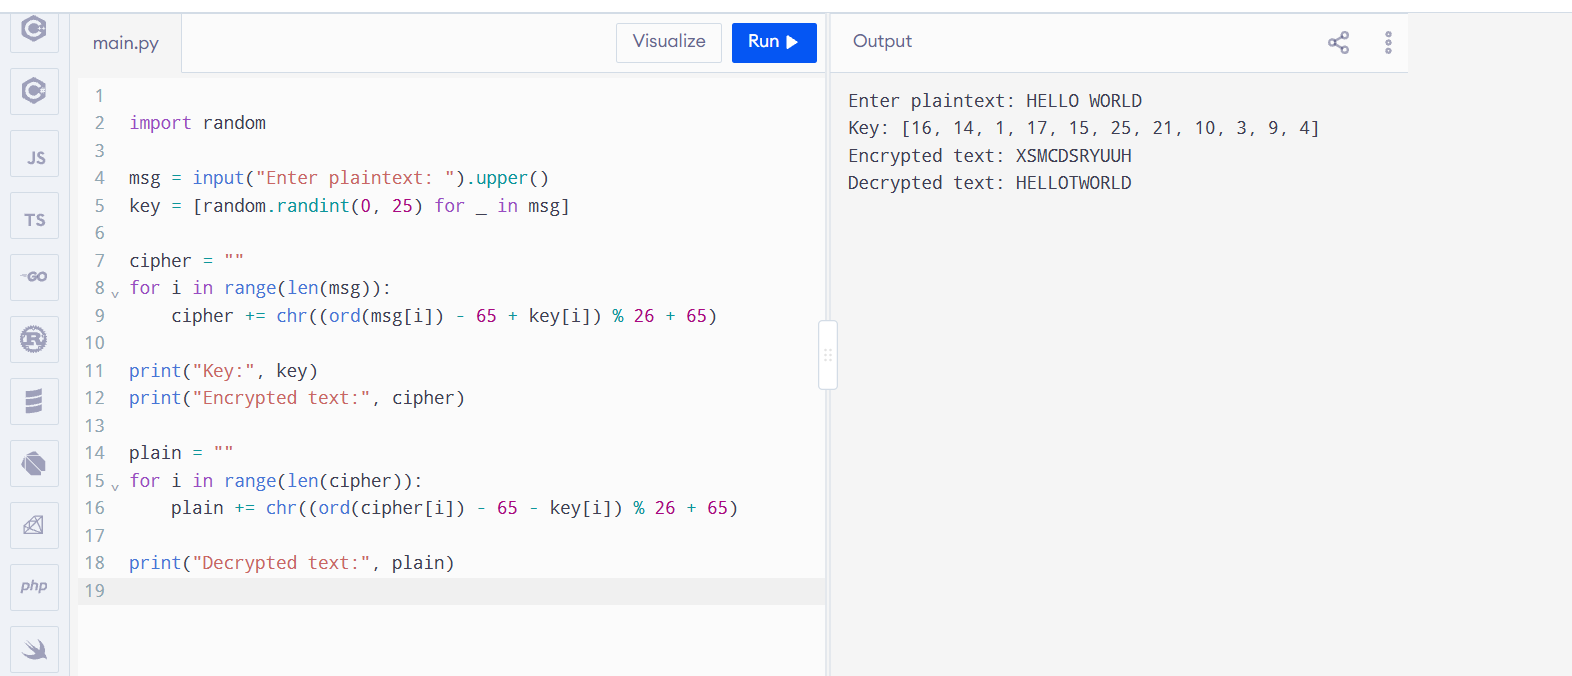 main.py
Visualize
Run
Output
JS
TS
GO
php
1
2 import random
3
4 msg = input("Enter plaintext: ").upper()
5 key = [random.randint(0, 25) for _ in msg]
6
7 cipher = ""
8 for i in range(len(msg)):
9     cipher += chr((ord(msg[i]) - 65 + key[i]) % 26 + 65)
10
11 print("Key:", key)
12 print("Encrypted text:", cipher)
13
14 plain = ""
15 for i in range(len(cipher)):
16     plain += chr((ord(cipher[i]) - 65 - key[i]) % 26 + 65)
17
18 print("Decrypted text:", plain)
19
Enter plaintext: HELLO WORLD
Key: [16, 14, 1, 17, 15, 25, 21, 10, 3, 9, 4]
Encrypted text: XSMCDSRYUUH
Decrypted text: HELLOTWORLD